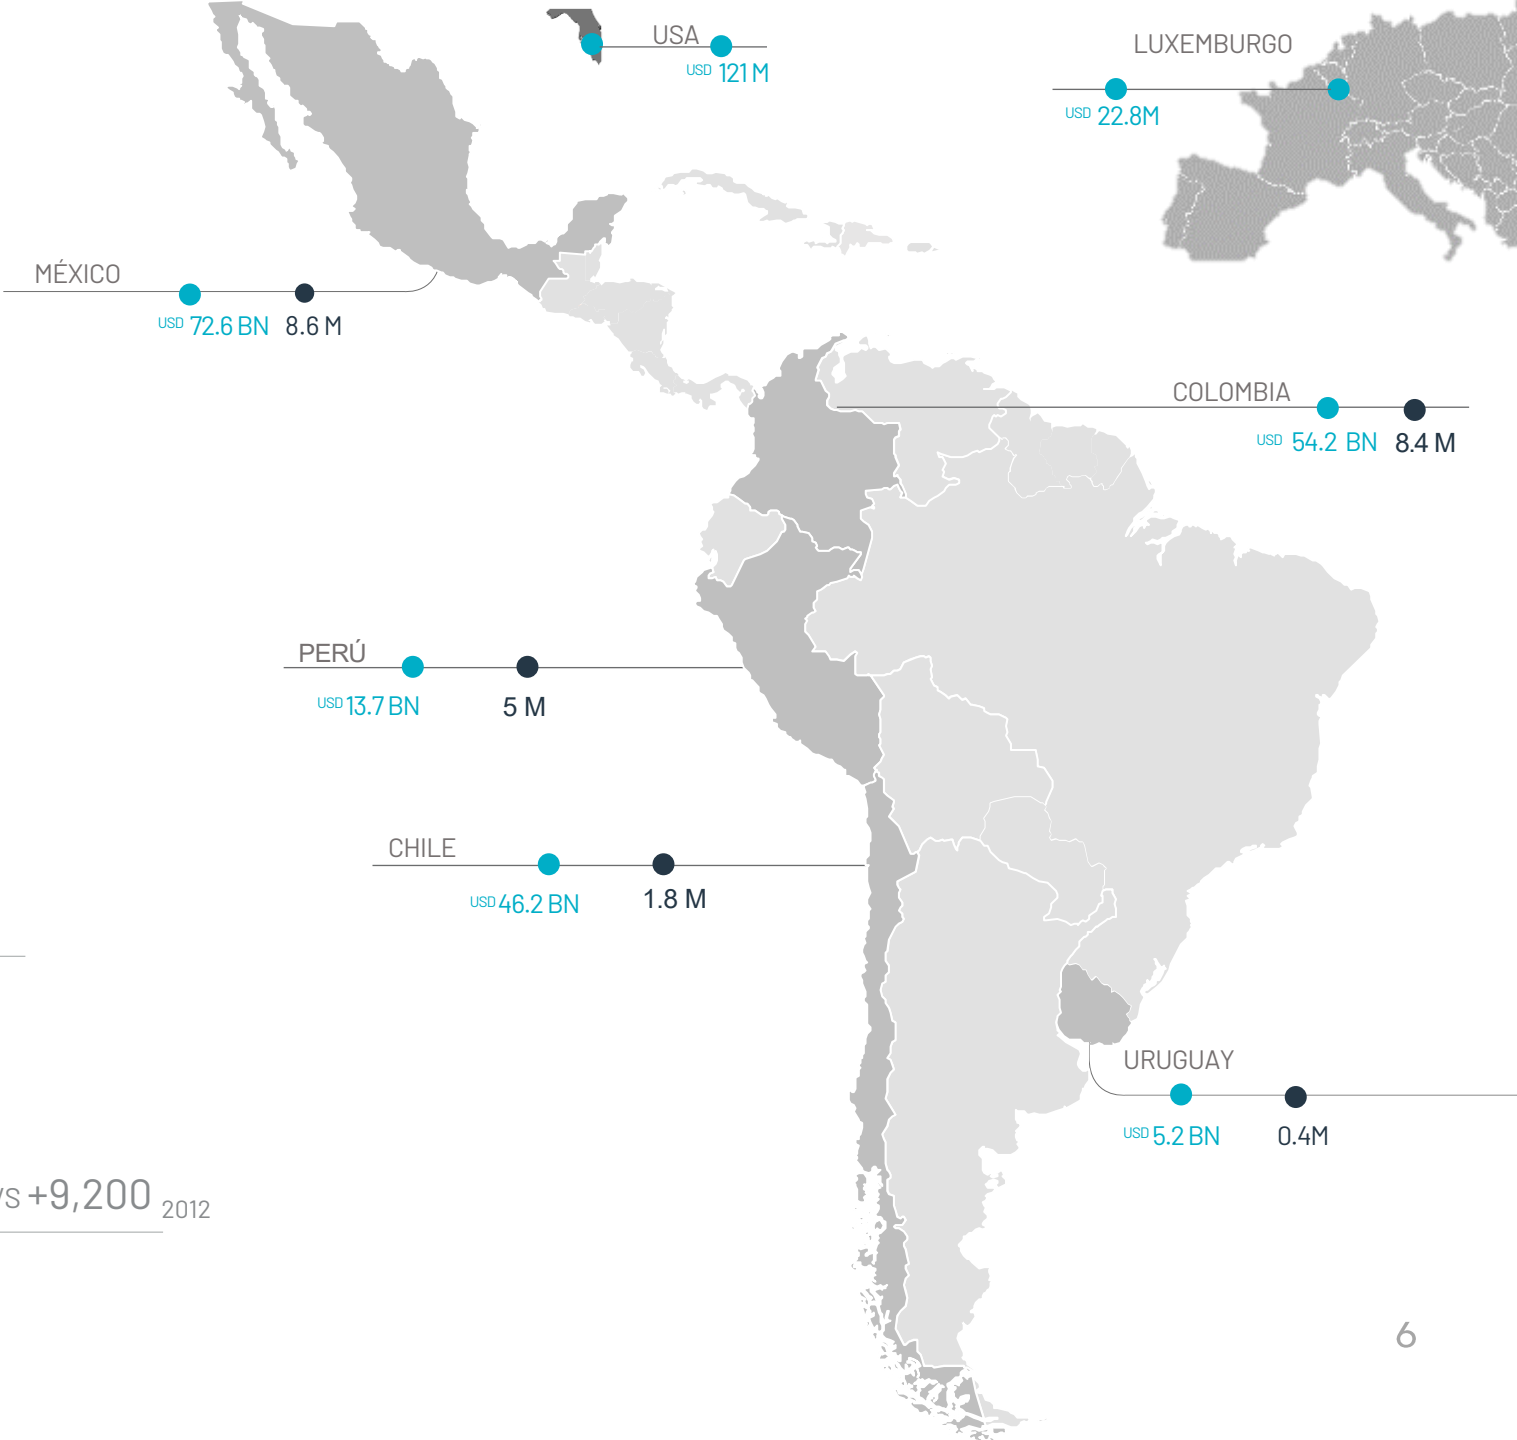 USA
USD 121 M
LUXEMBURGO
USD 22.8M
MÉXICO
USD 72.6 BN 8.6 M
COLOMBIA
USD 54.2 BN 8.4 M
PERÚ
USD 13.7 BN 5 M
CHILE
USD 46.2 BN 1.8 M
URUGUAY
USD 5.2 BN 0.4M
+9,200 2012
6